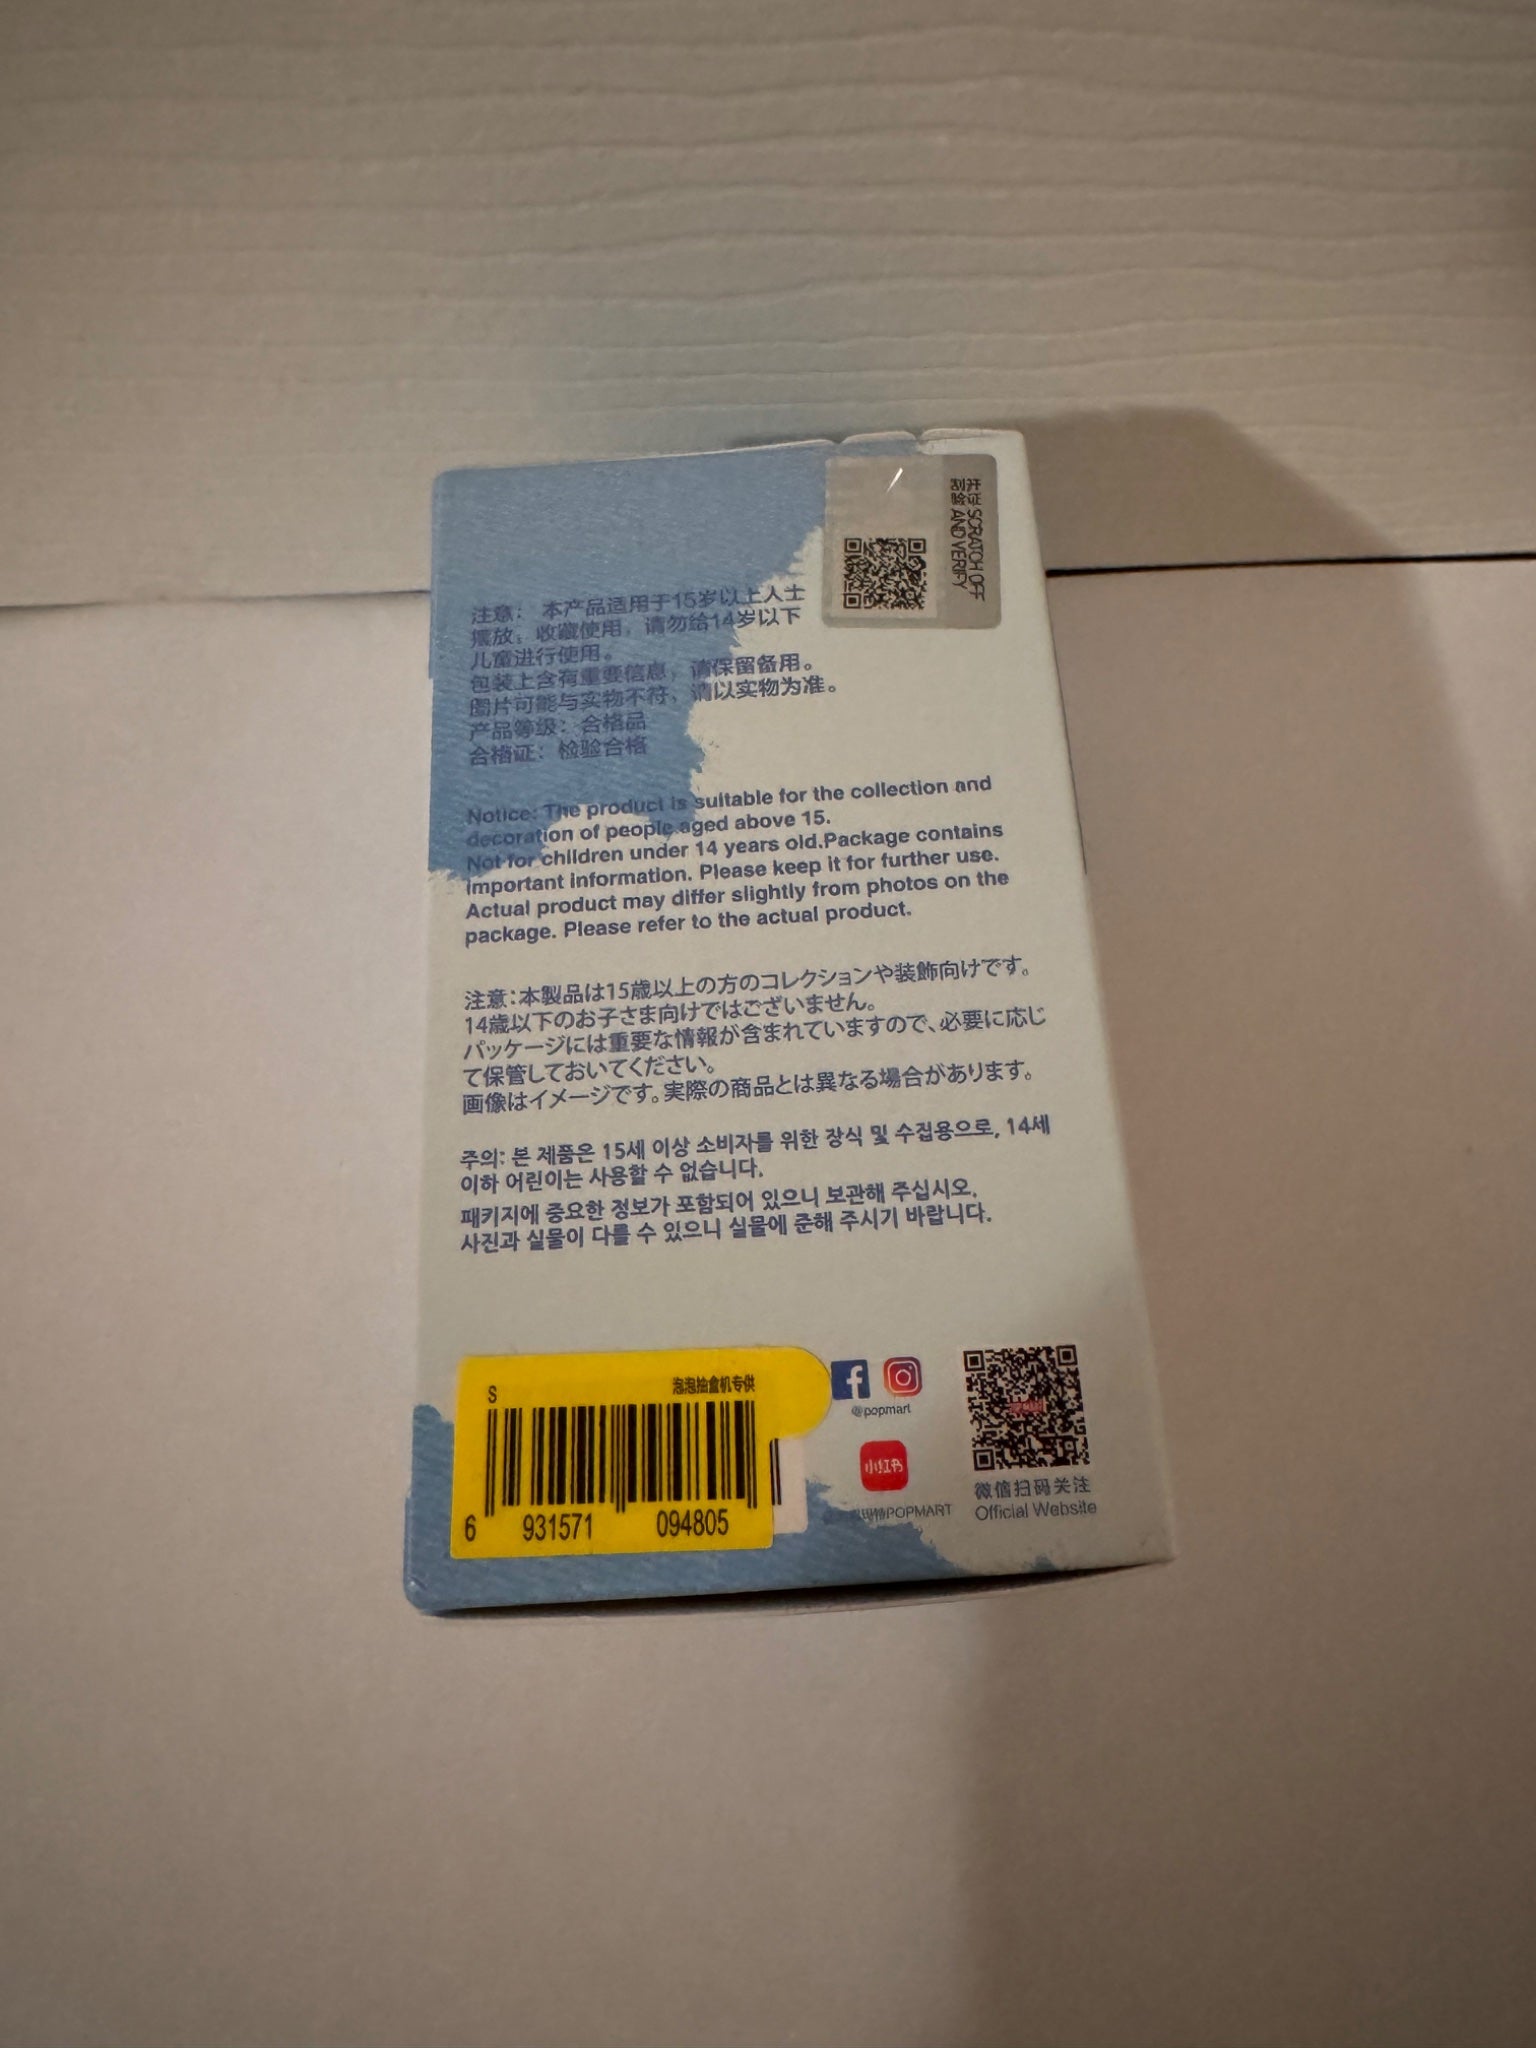 开证 SCRATCH OFF
刮验 AND VERIFY
注意：本产品适用于15岁以上人士
摆放，收藏使用，请勿给14岁以下
儿童进行使用。
包装上含有重要信息，请保留备用。
图片可能与实物不符，请以实物为准。
产品等级：合格品
合格证：检验合格
Notice: The product is suitable for the collection and
decoration of people aged above 15.
Not for children under 14 years old.Package contains
important information. Please keep it for further use.
Actual product may differ slightly from photos on the
package. Please refer to the actual product.
注意：本製品は15歳以上の方のコレクションや装飾向けです。
14歳以下のお子さま向けではございません。
パッケージには重要な情報が含まれていますので、必要に応じ
て保管しておいてください。
画像はイメージです。実際の商品とは異なる場合があります。
주의: 본 제품은 15세 이상 소비자를 위한 장식 및 수집용으로, 14세
이하 어린이는 사용할 수 없습니다.
패키지에 중요한 정보가 포함되어 있으니 보관해 주십시오.
사진과 실물이 다를 수 있으니 실물에 준해 주시기 바랍니다.
S 泡泡抽盒机专供
6 931571 094805
@popmart
小红书
玛特POPMART
微信扫码关注
Official Website